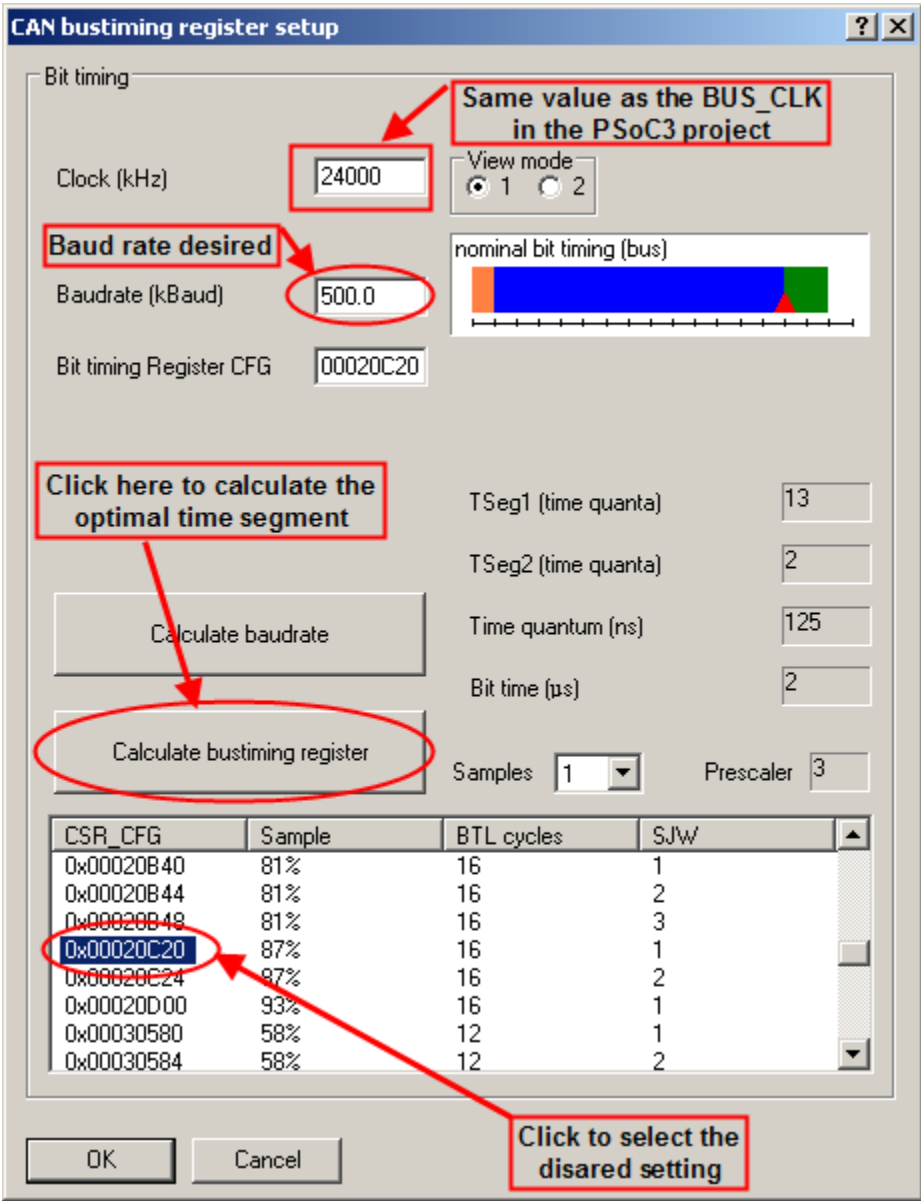 CAN bustiming register setup
Bit timing
Same value as the BUS_CLK
in the PSoC3 project
Clock (kHz)
24000
View mode
1 2
Baud rate desired
nominal bit timing (bus)
Baudrate (kBaud)
500.0
Bit timing Register CFG
00020C20
Click here to calculate the
optimal time segment
TSeg1 (time quanta)
13
TSeg2 (time quanta)
2
Calculate baudrate
Time quantum (ns)
125
Bit time (µs)
2
Calculate bustiming register
Samples 1
Prescaler 3
CSR_CFG Sample BTL cycles SJW
0x00020B40 81% 16 1
0x00020B44 81% 16 2
0x00020B48 81% 16 3
0x00020C20 87% 16 1
0x00020C24 87% 16 2
0x00020D00 93% 16 1
0x00030580 58% 12 1
0x00030584 58% 12 2
Click to select the
disared setting
OK
Cancel